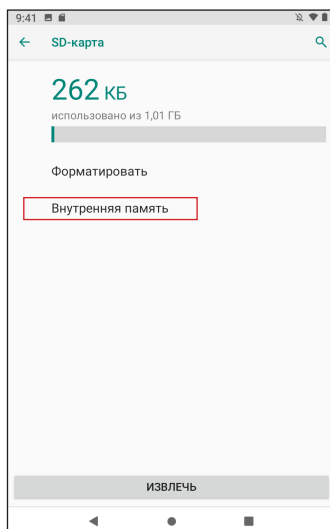 9:41
SD-карта
262 КБ
использовано из 1,01 ГБ
Форматировать
Внутренняя память
ИЗВЛЕЧЬ